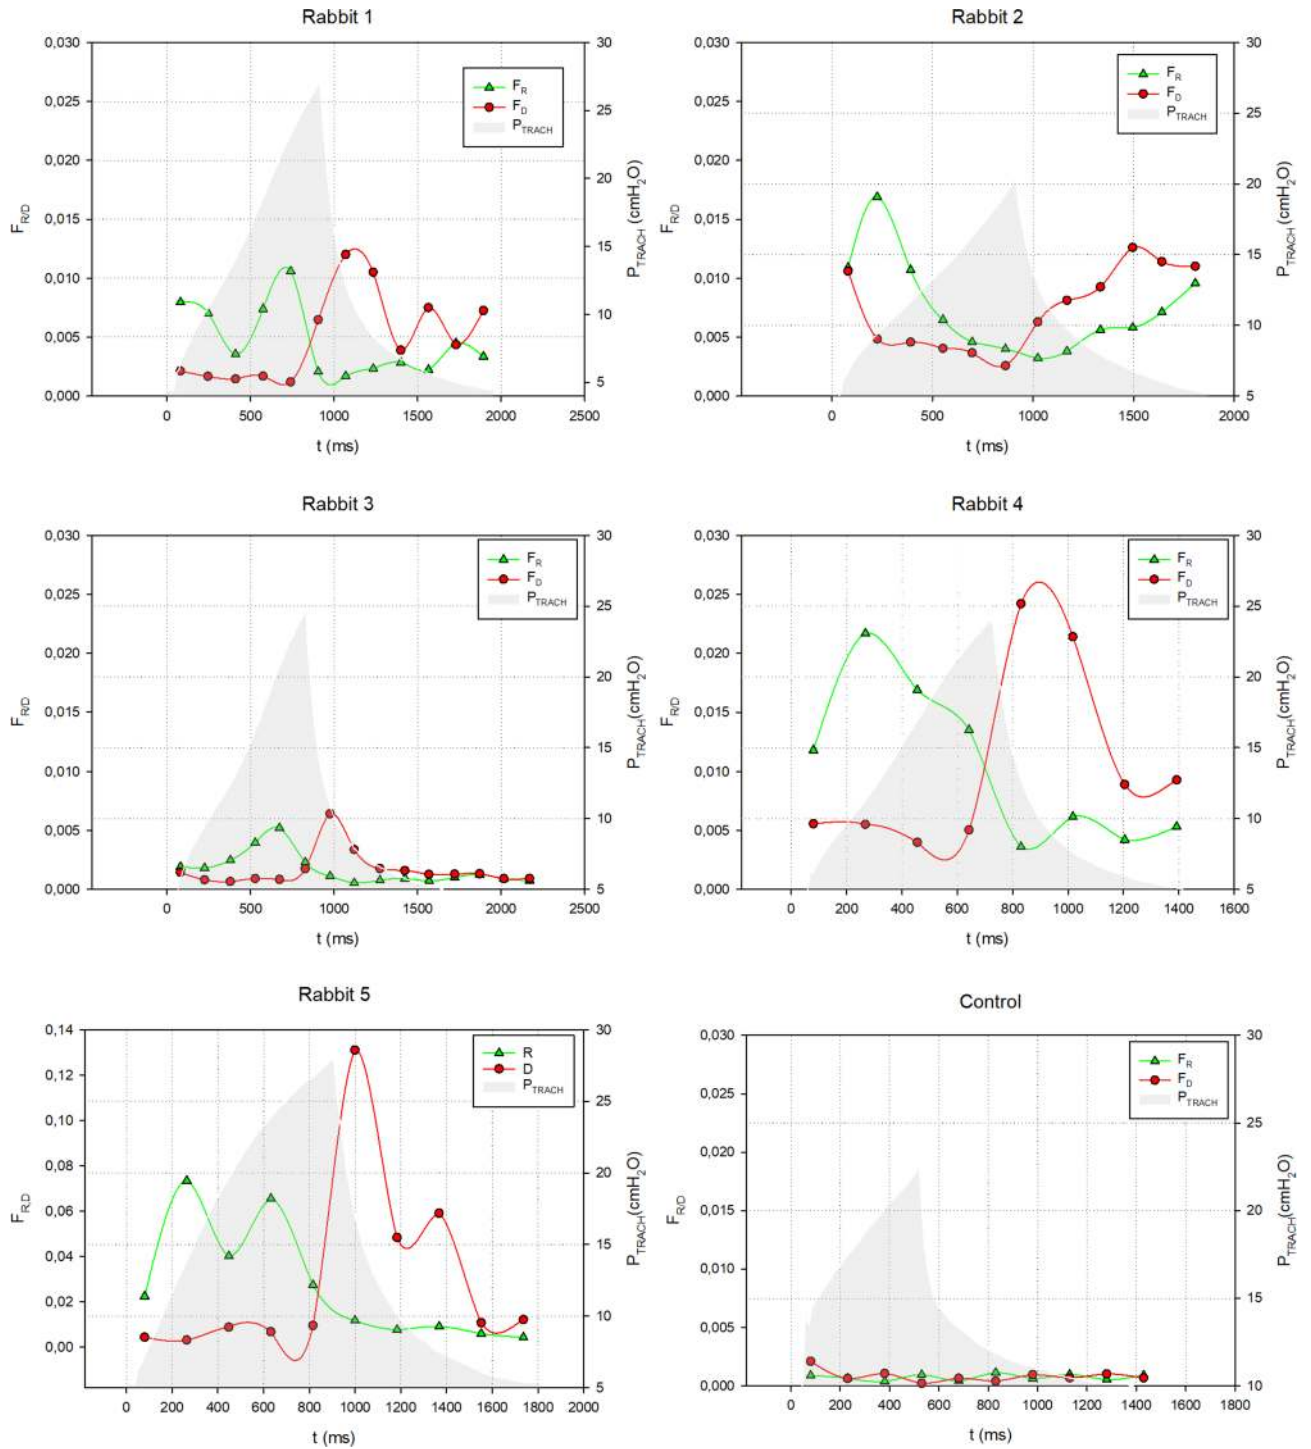 Rabbit 1
0,030
0,025
0,020
0,015
0,010
0,005
0,000
F_R/D
30
25
20
15
10
5
P_TRACH (cmH2O)
F_R
F_D
P_TRACH
0 500 1000 1500 2000 2500
t (ms)
Rabbit 2
0,030
0,025
0,020
0,015
0,010
0,005
0,000
F_R/D
30
25
20
15
10
5
P_TRACH (cmH2O)
F_R
F_D
P_TRACH
0 500 1000 1500 2000
t (ms)
Rabbit 3
0,030
0,025
0,020
0,015
0,010
0,005
0,000
F_R/D
30
25
20
15
10
5
P_TRACH(cmH2O)
F_R
F_D
P_TRACH
0 500 1000 1500 2000 2500
t (ms)
Rabbit 4
0,030
0,025
0,020
0,015
0,010
0,005
0,000
F_R/D
30
25
20
15
10
5
P_TRACH(cmH2O)
F_R
F_D
P_TRACH
0 200 400 600 800 1000 1200 1400 1600
t (ms)
Rabbit 5
0,14
0,12
0,10
0,08
0,06
0,04
0,02
0,00
F_R,D
30
25
20
15
10
5
P_TRACH(cmH2O)
R
D
P_TRACH
0 200 400 600 800 1000 1200 1400 1600 1800 2000
t (ms)
Control
0,030
0,025
0,020
0,015
0,010
0,005
0,000
F_R/D
30
25
20
15
10
P_TRACH(cmH2O)
F_R
F_D
P_TRACH
0 200 400 600 800 1000 1200 1400 1600 1800
t (ms)